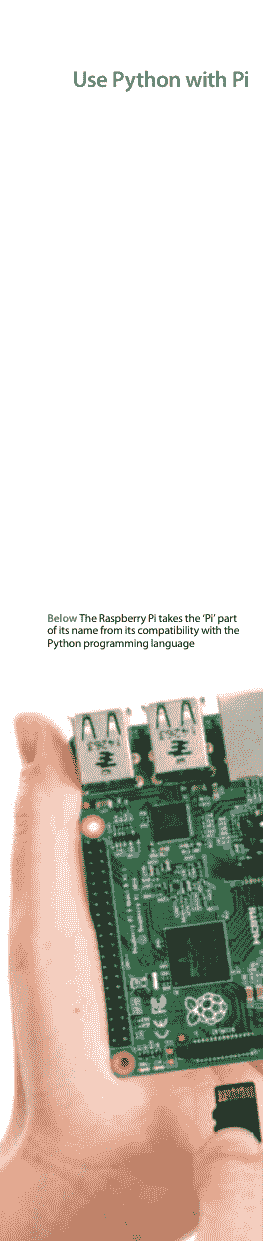 Use Python with Pi
Below The Raspberry Pi takes the ‘Pi’ part
of its name from its compatibility with the
Python programming language
HDMI